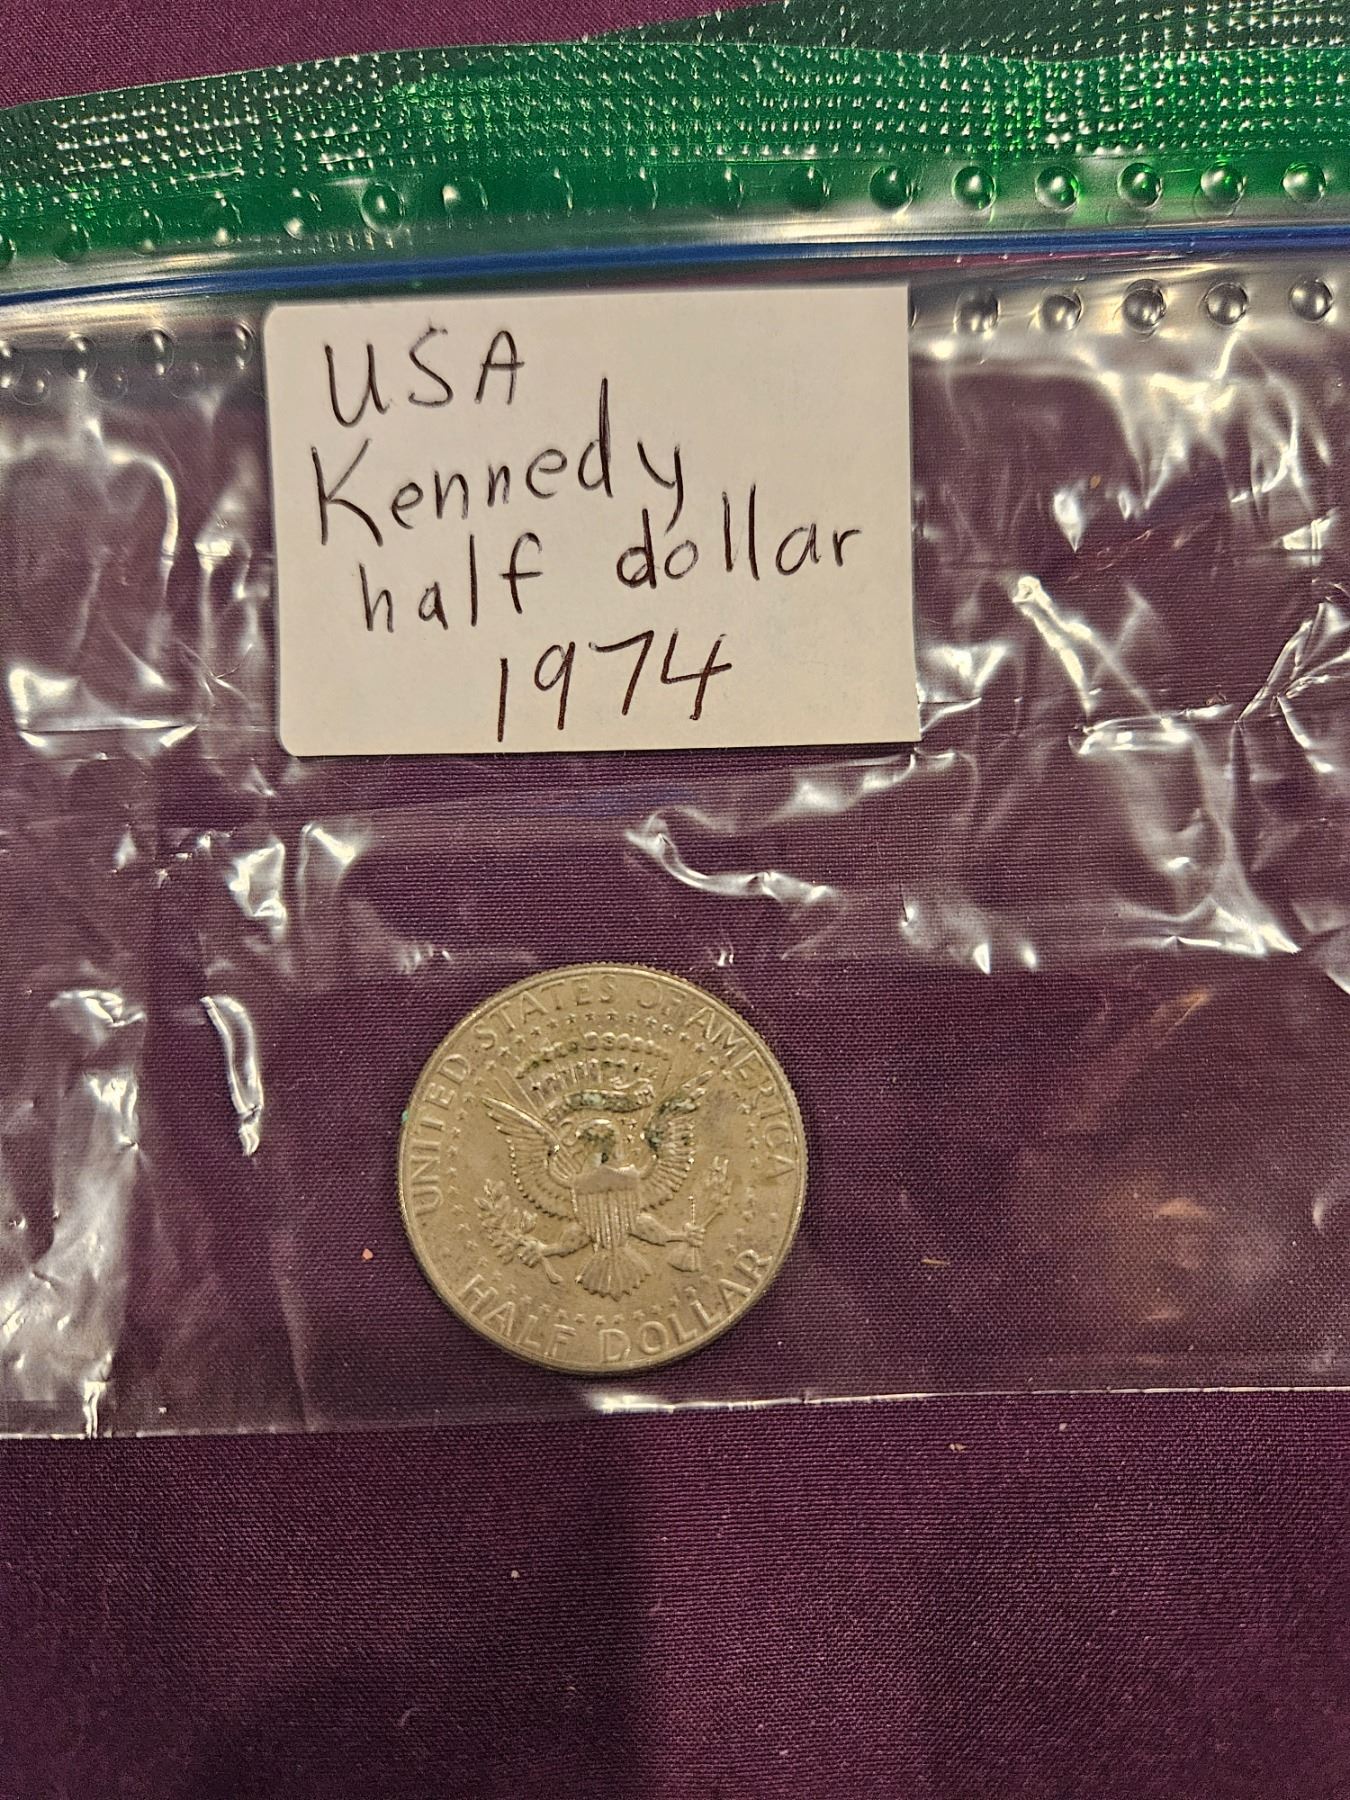 USA
Kennedy
half dollar
1974
UNITED STATES OF AMERICA
HALF DOLLAR